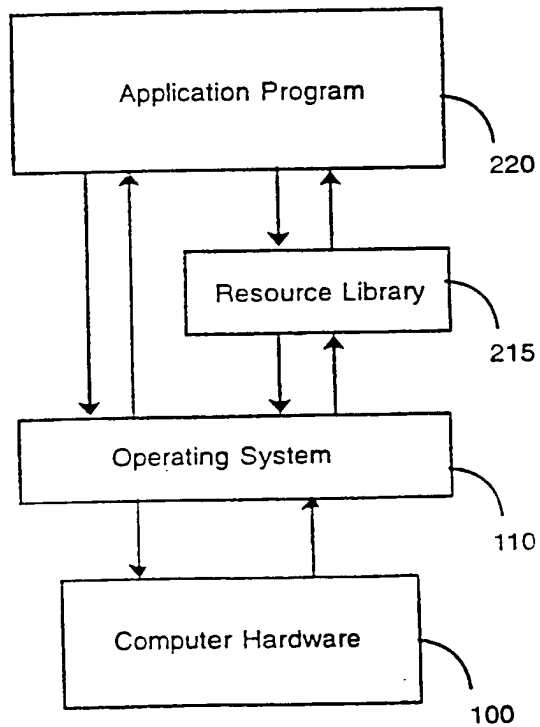 Application Program
220
Resource Library
215
Operating System
110
Computer Hardware
100